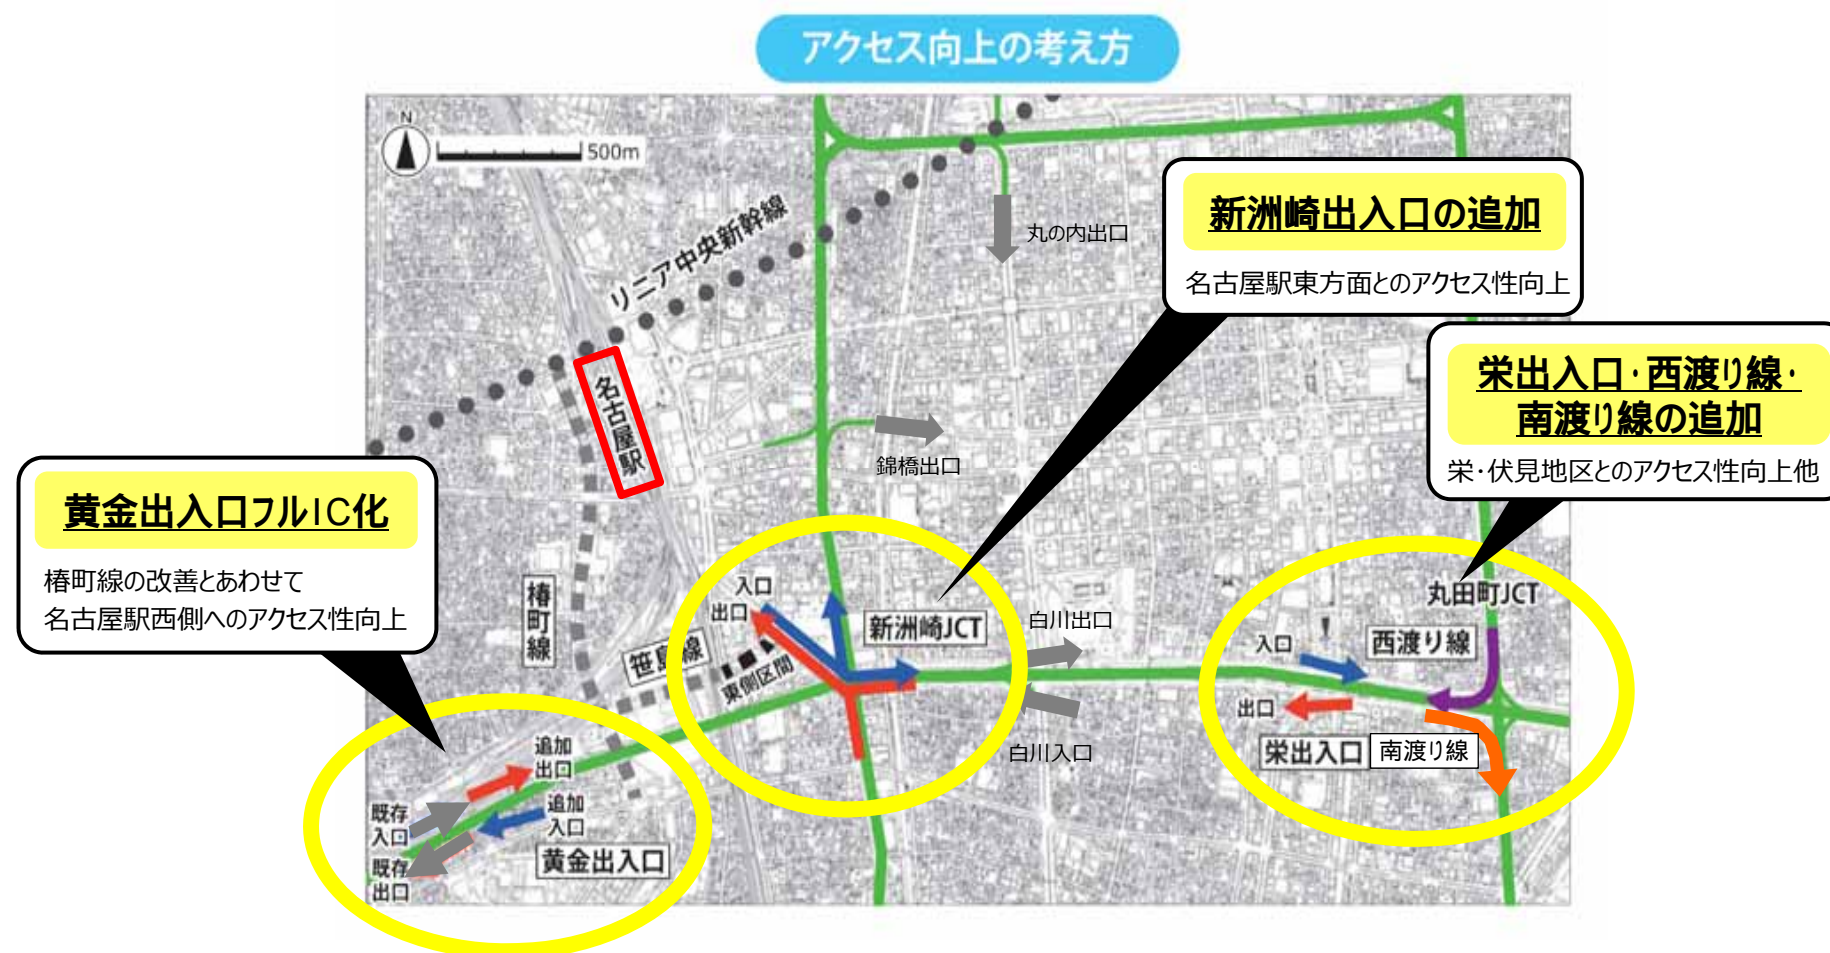 アクセス向上の考え方
N
500m
リニア中央新幹線
丸の内出口
新洲崎出入口の追加
名古屋駅東方面とのアクセス性向上
栄出入口・西渡り線・
南渡り線の追加
栄・伏見地区とのアクセス性向上他
名古屋駅
錦橋出口
黄金出入口フルIC化
椿町線の改善とあわせて
名古屋駅西側へのアクセス性向上
椿町線
笹島線
東側区間
入口
出口
新洲崎JCT
白川出口
白川入口
丸田町JCT
入口
西渡り線
出口
栄出入口
南渡り線
追加
出口
既存
入口
追加
入口
黄金出入口
既存
出口